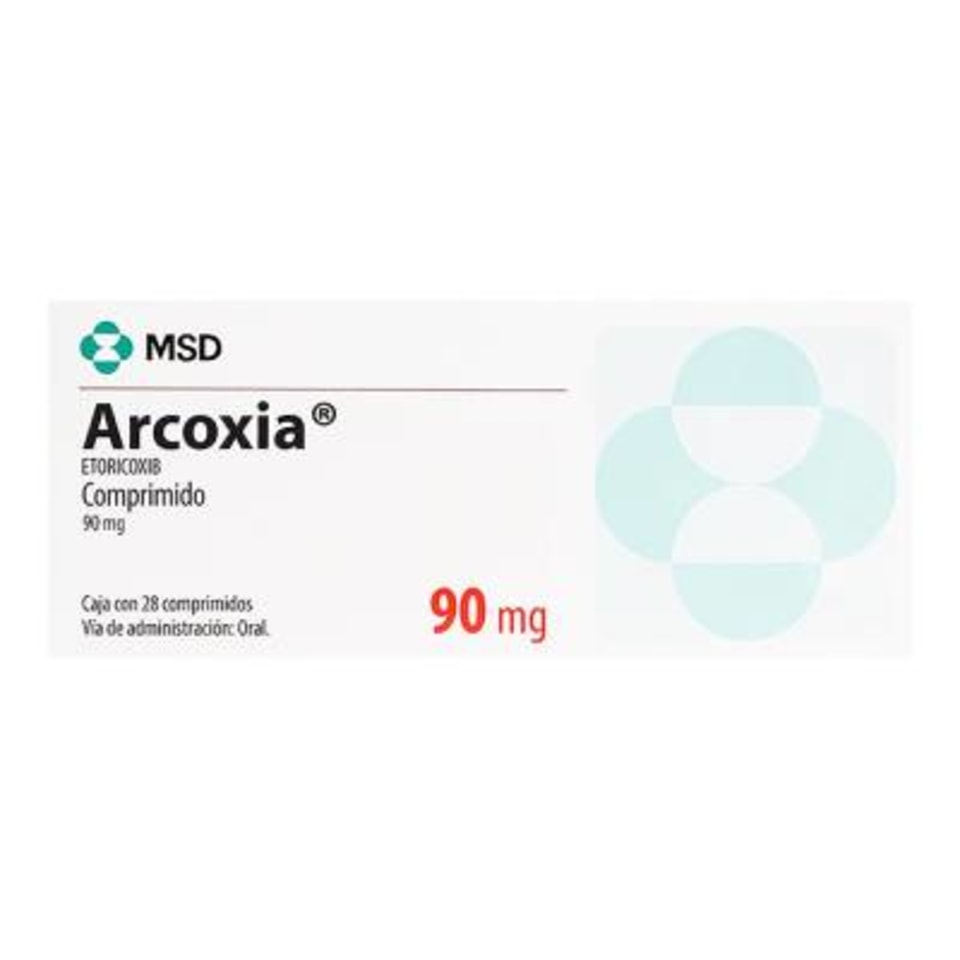 MSD
Arcoxia®
ETORICOXIB
Comprimido
90 mg
Caja con 28 comprimidos
Vía de administración: Oral.
90 mg